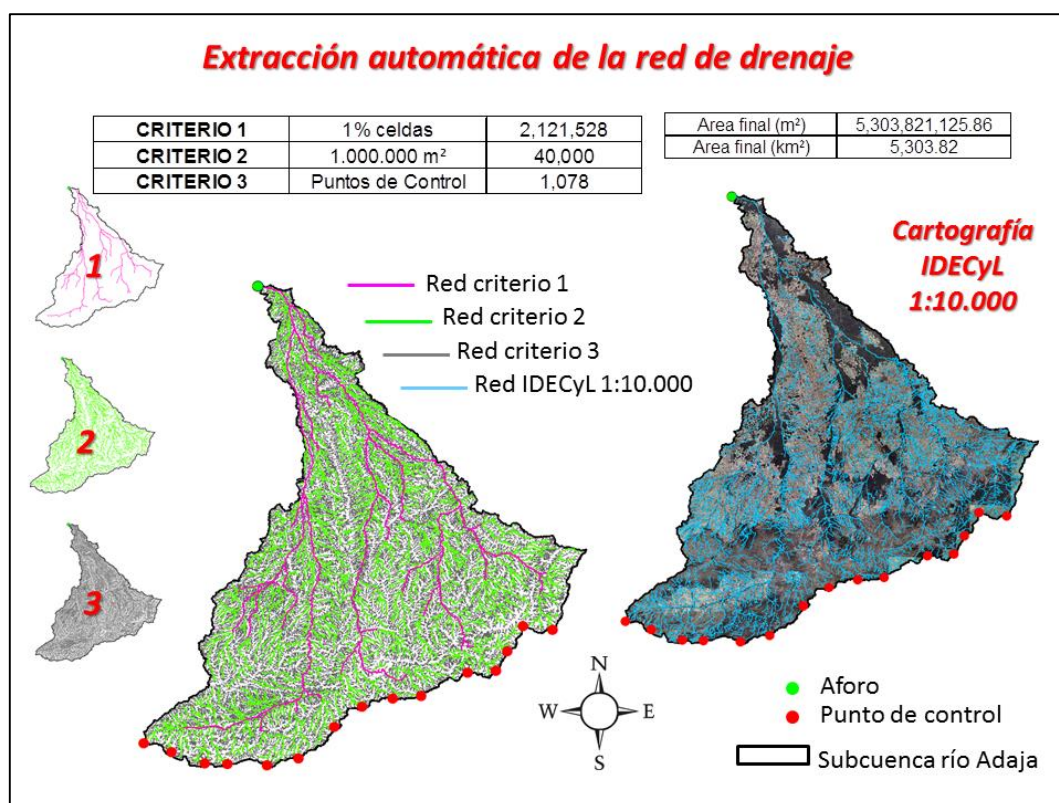 Extracción automática de la red de drenaje
CRITERIO 1 1% celdas 2,121,528
CRITERIO 2 1.000.000 m² 40,000
CRITERIO 3 Puntos de Control 1,078
Area final (m²) 5,303,821,125.86
Area final (km²) 5,303.82
1
2
3
Red criterio 1
Red criterio 2
Red criterio 3
Red IDECyL 1:10.000
Cartografía
IDECyL
1:10.000
N
W E
S
Aforo
Punto de control
Subcuenca río Adaja